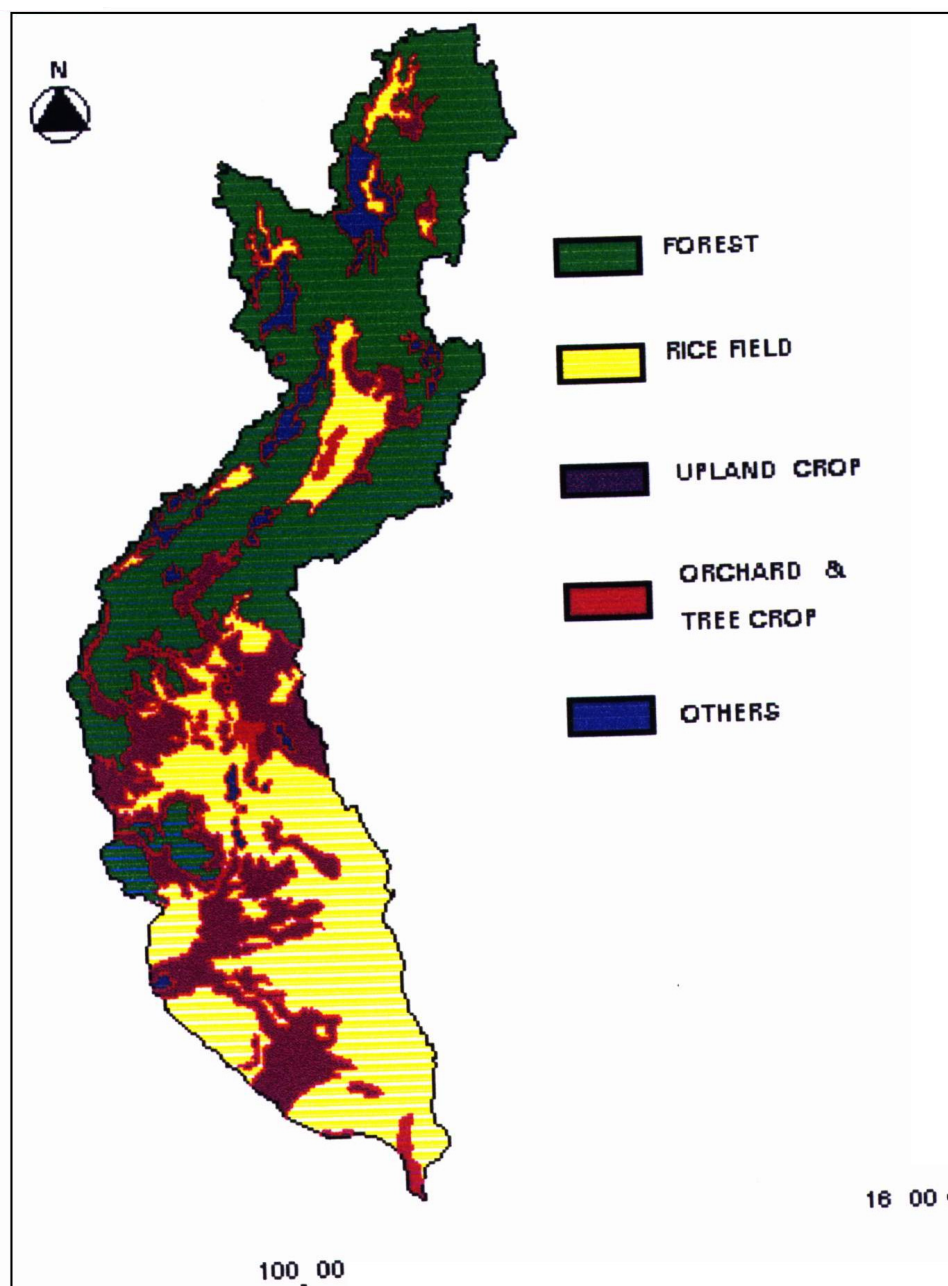 N
FOREST
RICE FIELD
UPLAND CROP
ORCHARD &
TREE CROP
OTHERS
16 00
100 00